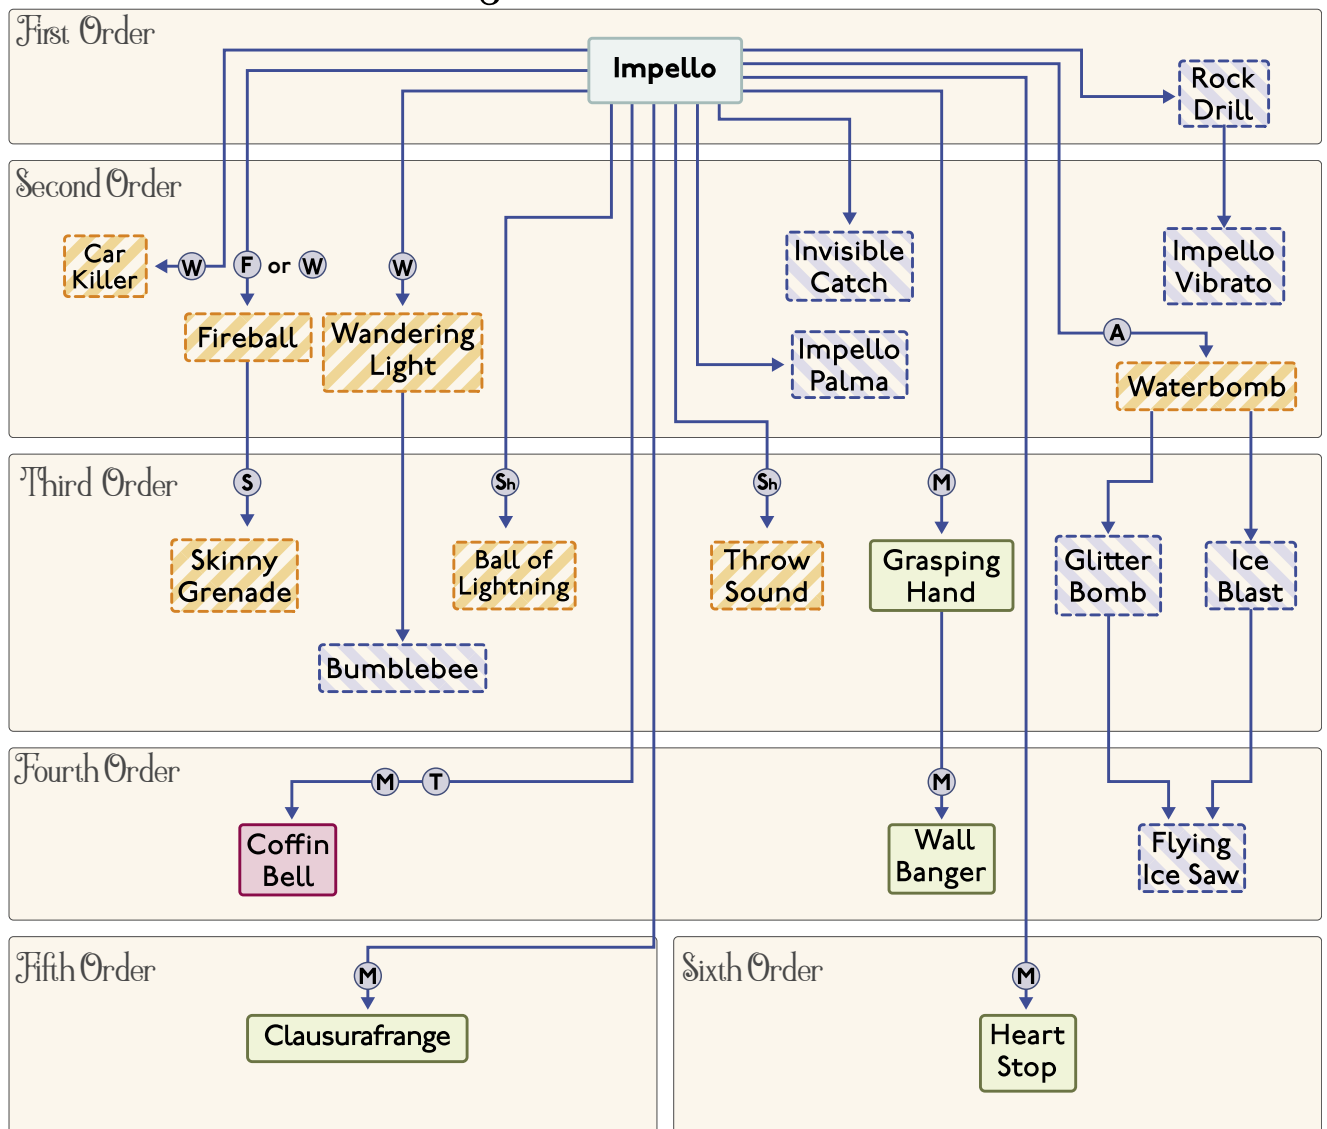 First Order
Impello
Rock
Drill
Second Order
Car
Killer
W
F or W
W
Fireball
Wandering
Light
Invisible
Catch
Impello
Palma
Impello
Vibrato
A
Waterbomb
Third Order
S
Sh
Sh
M
Skinny
Grenade
Ball of
Lightning
Throw
Sound
Grasping
Hand
Glitter
Bomb
Ice
Blast
Bumblebee
Fourth Order
M
T
M
Coffin
Bell
Wall
Banger
Flying
Ice Saw
Fifth Order
M
Clausurafrange
Sixth Order
M
Heart
Stop